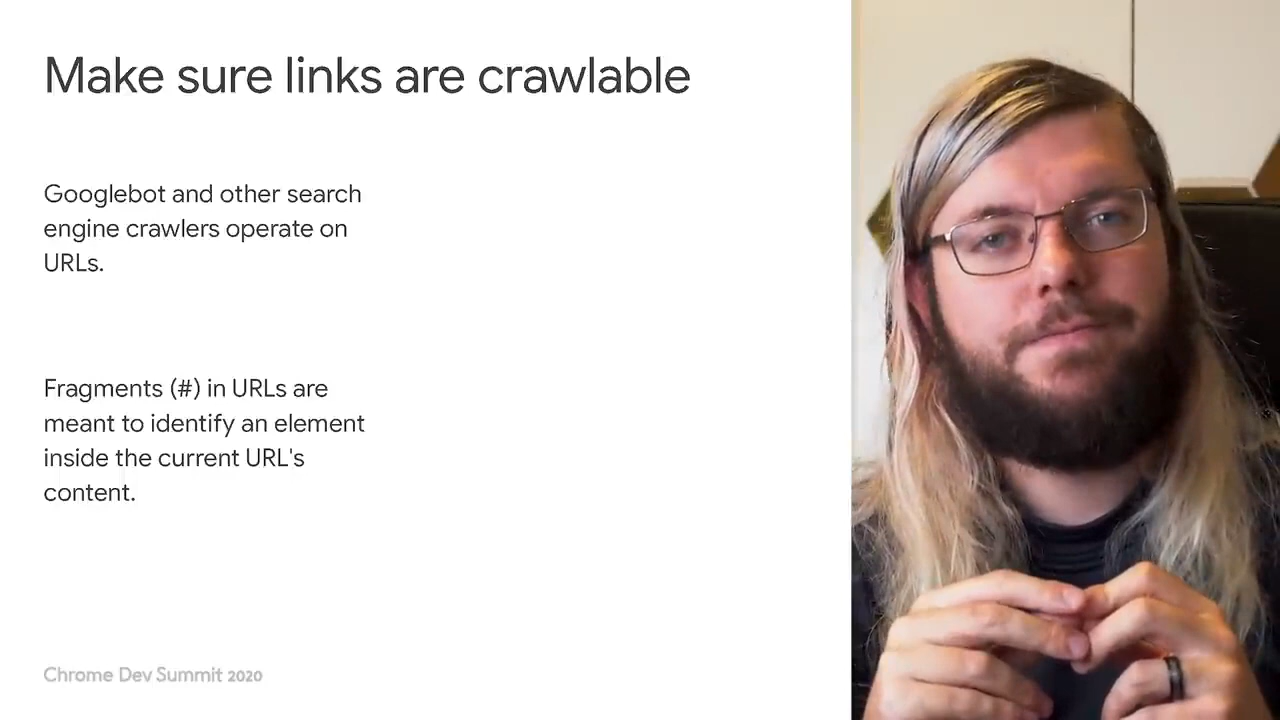 Make sure links are crawlable
Googlebot and other search
engine crawlers operate on
URLs.
Fragments (#) in URLs are
meant to identify an element
inside the current URL's
content.
Chrome Dev Summit 2020